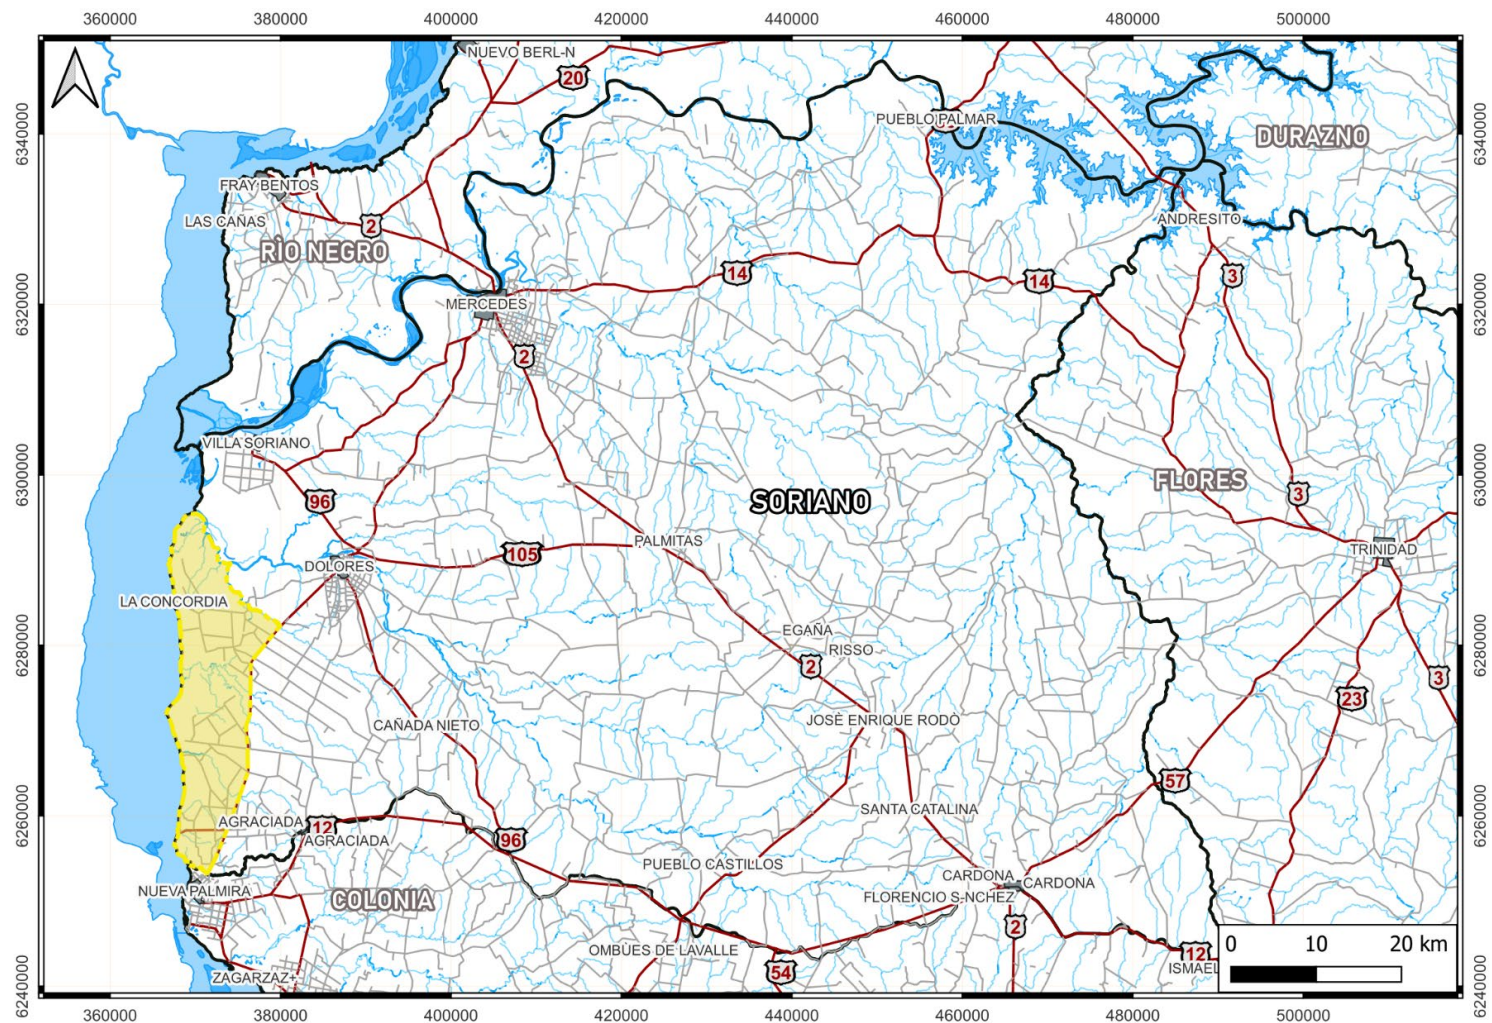 360000 380000 400000 420000 440000 460000 480000 500000
NUEVO BERL-N
20
6340000
6340000
PUEBLO PALMAR
DURAZNO
FRAY BENTOS
LAS CAÑAS
2
ANDRESITO
RÌO NEGRO
14
14
3
6320000
6320000
MERCEDES
2
VILLA SORIANO
6300000
6300000
96
SORIANO
FLORES
3
105
PALMITAS
TRINIDAD
DOLORES
LA CONCORDIA
EGAÑA
RISSO
6280000
6280000
2
3
23
CAÑADA NIETO
JOSÈ ENRIQUE RODÒ
57
6260000
6260000
SANTA CATALINA
AGRACIADA
12
AGRACIADA
96
PUEBLO CASTILLOS
CARDONA
CARDONA
NUEVA PALMIRA
COLONIA
FLORENCIO S-NCHEZ
2
OMBÙES DE LAVALLE
12
54
ISMAEL
ZAGARZAZ+
0 10 20 km
6240000
6240000
360000 380000 400000 420000 440000 460000 480000 500000